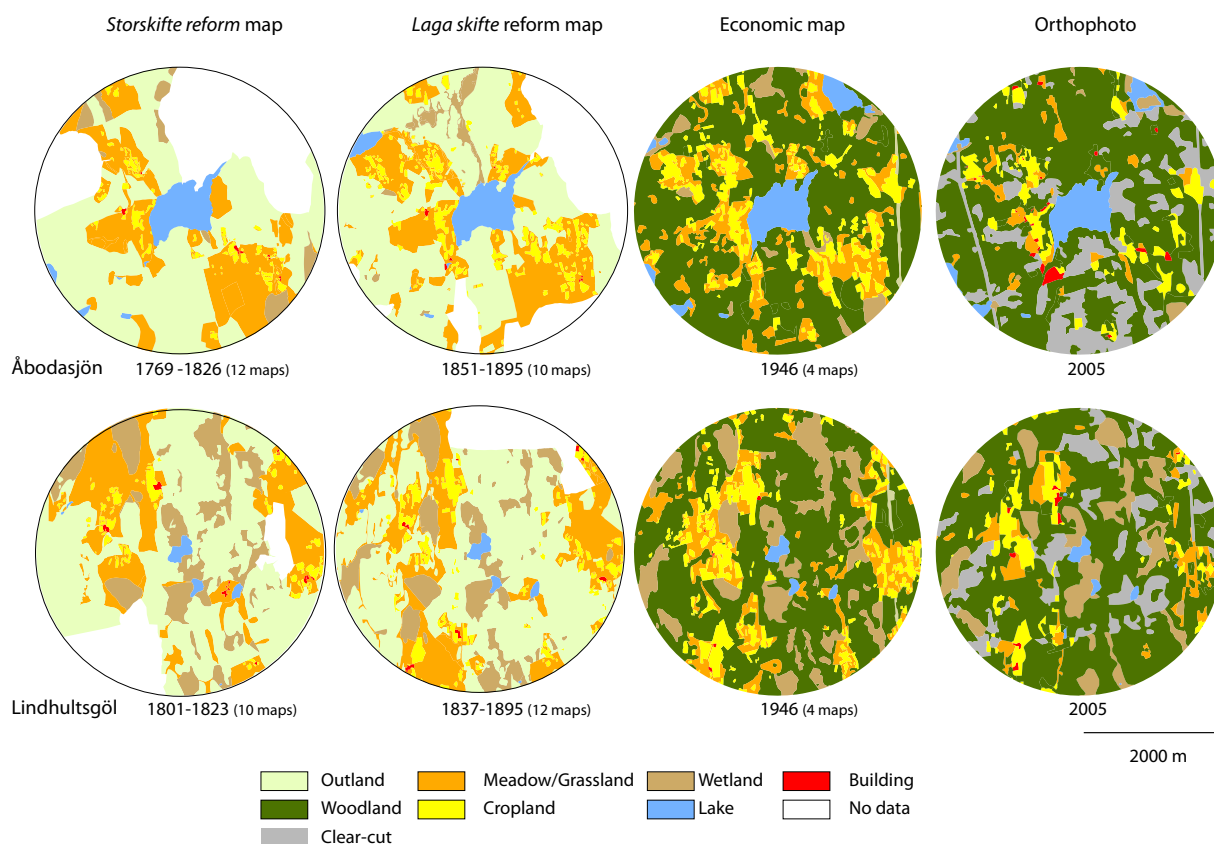 Storskifte reform map
Laga skifte reform map
Economic map
Orthophoto
Åbodasjön
1769 -1826 (12 maps)
1851-1895 (10 maps)
1946 (4 maps)
2005
Lindhultsgöl
1801-1823 (10 maps)
1837-1895 (12 maps)
1946 (4 maps)
2005
2000 m
Outland
Meadow/Grassland
Wetland
Building
Woodland
Cropland
Lake
No data
Clear-cut